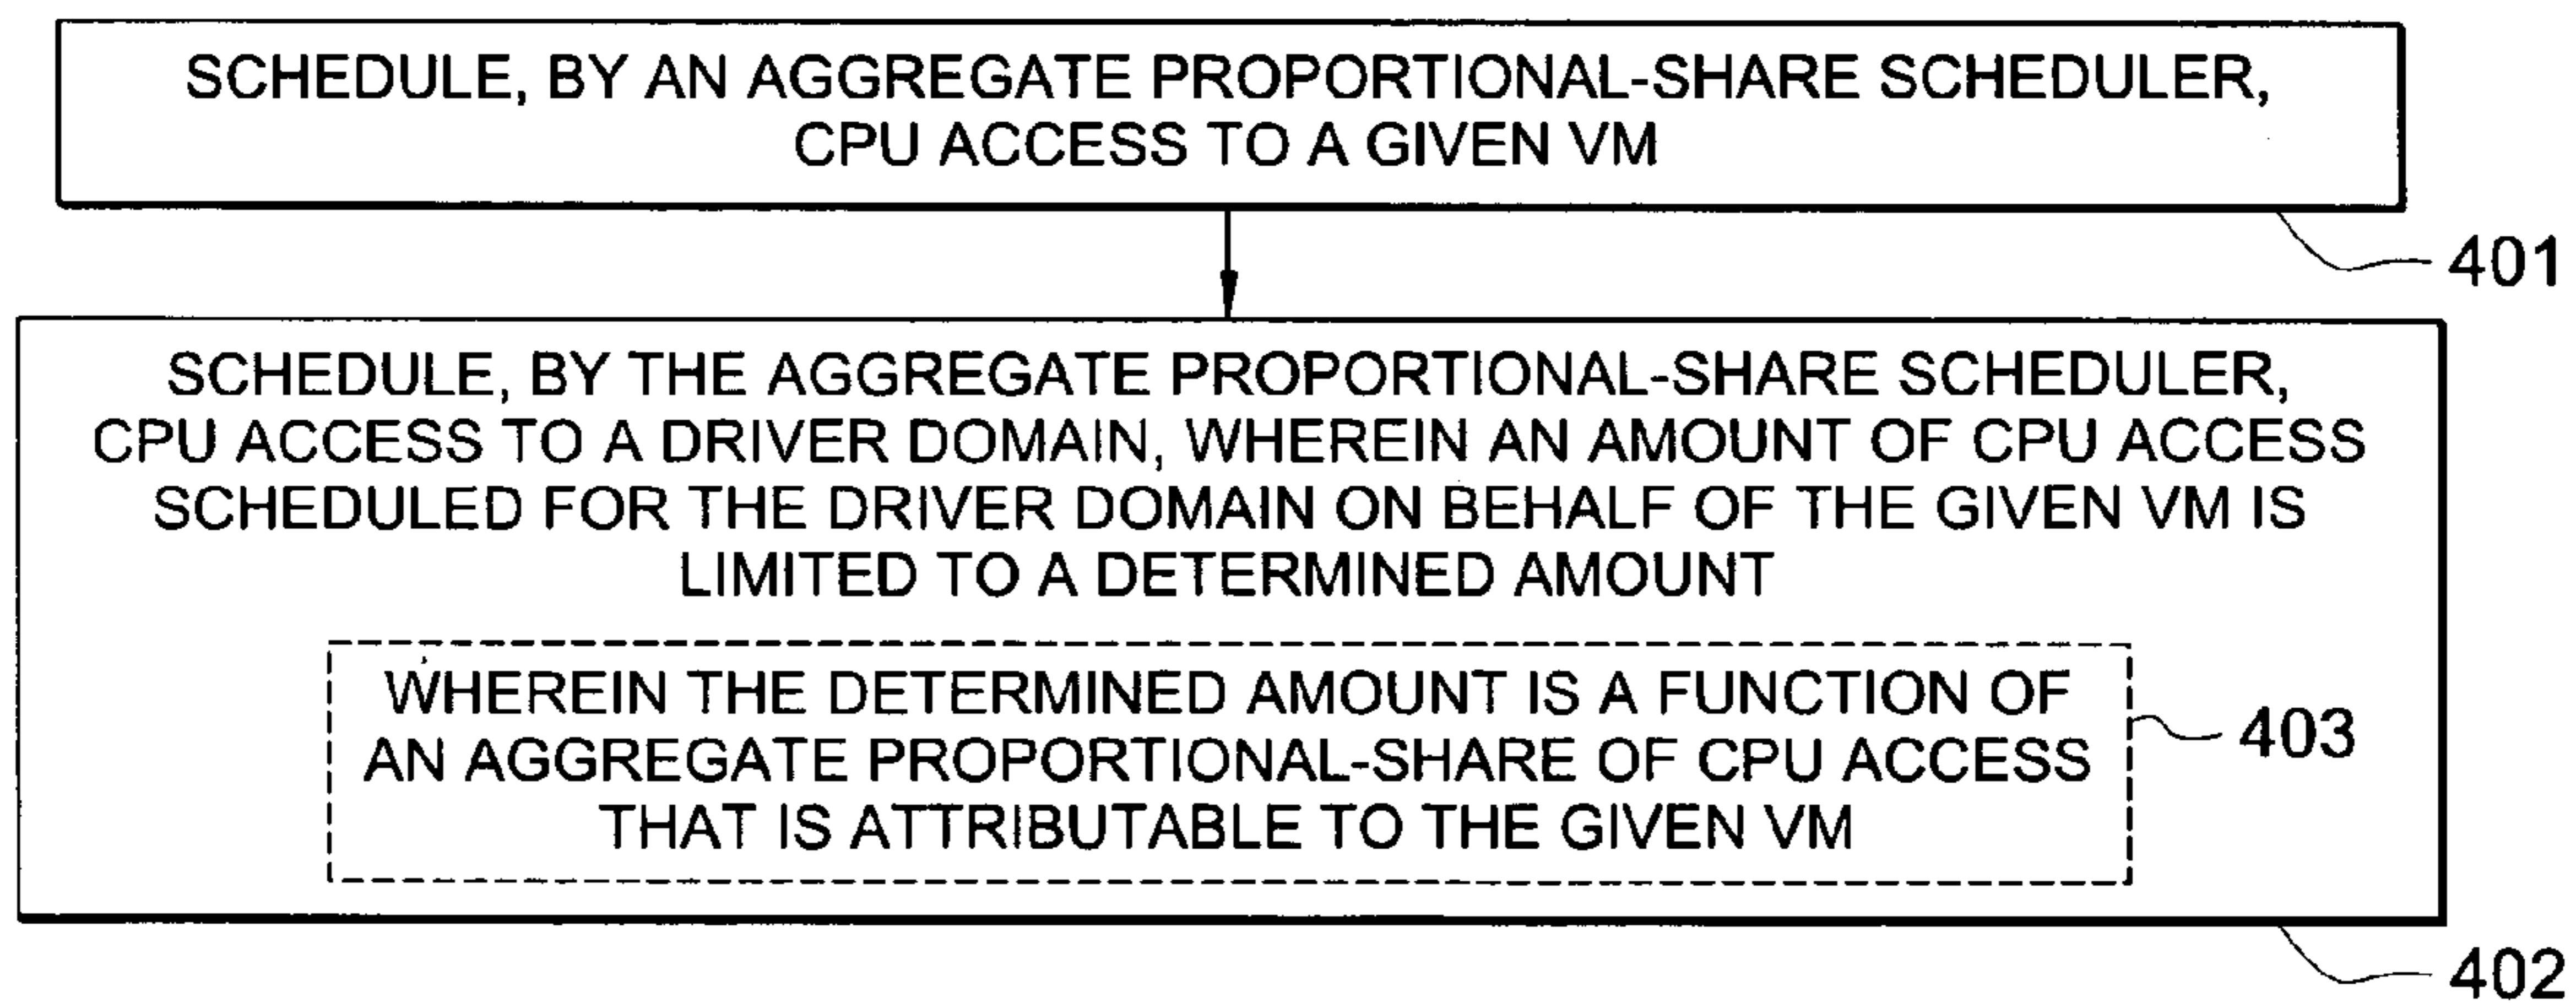 SCHEDULE, BY AN AGGREGATE PROPORTIONAL-SHARE SCHEDULER,
CPU ACCESS TO A GIVEN VM
401
SCHEDULE, BY THE AGGREGATE PROPORTIONAL-SHARE SCHEDULER,
CPU ACCESS TO A DRIVER DOMAIN, WHEREIN AN AMOUNT OF CPU ACCESS
SCHEDULED FOR THE DRIVER DOMAIN ON BEHALF OF THE GIVEN VM IS
LIMITED TO A DETERMINED AMOUNT
WHEREIN THE DETERMINED AMOUNT IS A FUNCTION OF
AN AGGREGATE PROPORTIONAL-SHARE OF CPU ACCESS
THAT IS ATTRIBUTABLE TO THE GIVEN VM
403
402